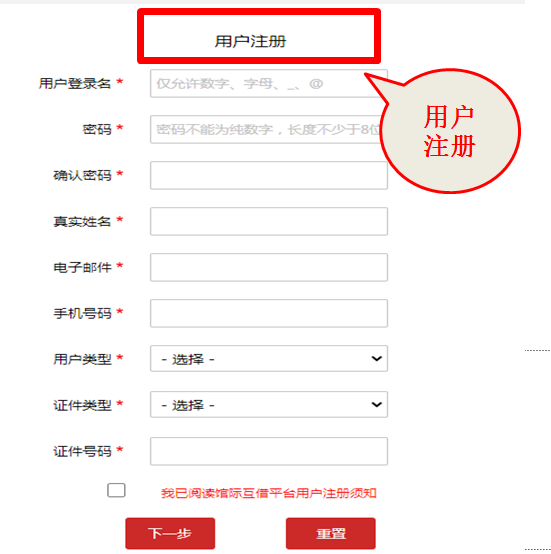 用户注册
用户登录名 *
仅允许数字、字母、_、@
密码 *
密码不能为纯数字，长度不少于8位
用户
注册
确认密码 *
真实姓名 *
电子邮件 *
手机号码 *
用户类型 *
- 选择 -
证件类型 *
- 选择 -
证件号码 *
我已阅读馆际互借平台用户注册须知
下一步
重置